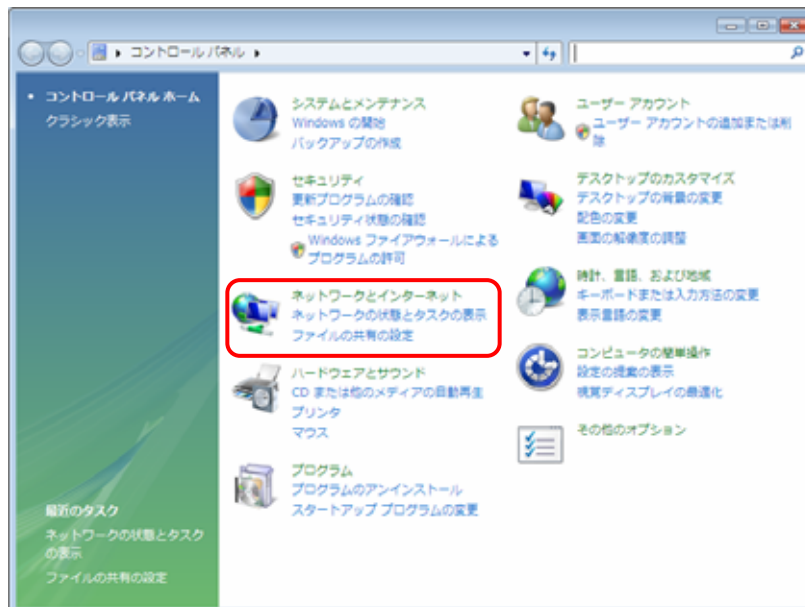 コントロール パネル
コントロール パネル ホーム
クラシック表示
最近のタスク
ネットワークの状態とタスク
の表示
ファイルの共有の設定
システムとメンテナンス
Windows の開始
バックアップの作成
セキュリティ
更新プログラムの確認
セキュリティ状態の確認
Windows ファイアウォールによる
プログラムの許可
ネットワークとインターネット
ネットワークの状態とタスクの表示
ファイルの共有の設定
ハードウェアとサウンド
CD または他のメディアの自動再生
プリンタ
マウス
プログラム
プログラムのアンインストール
スタートアップ プログラムの変更
ユーザー アカウント
ユーザー アカウントの追加または削
除
デスクトップのカスタマイズ
デスクトップの背景の変更
配色の変更
画面の解像度の調整
時計、言語、および地域
キーボードまたは入力方法の変更
表示言語の変更
コンピュータの簡単操作
設定の提案の表示
視覚ディスプレイの最適化
その他のオプション